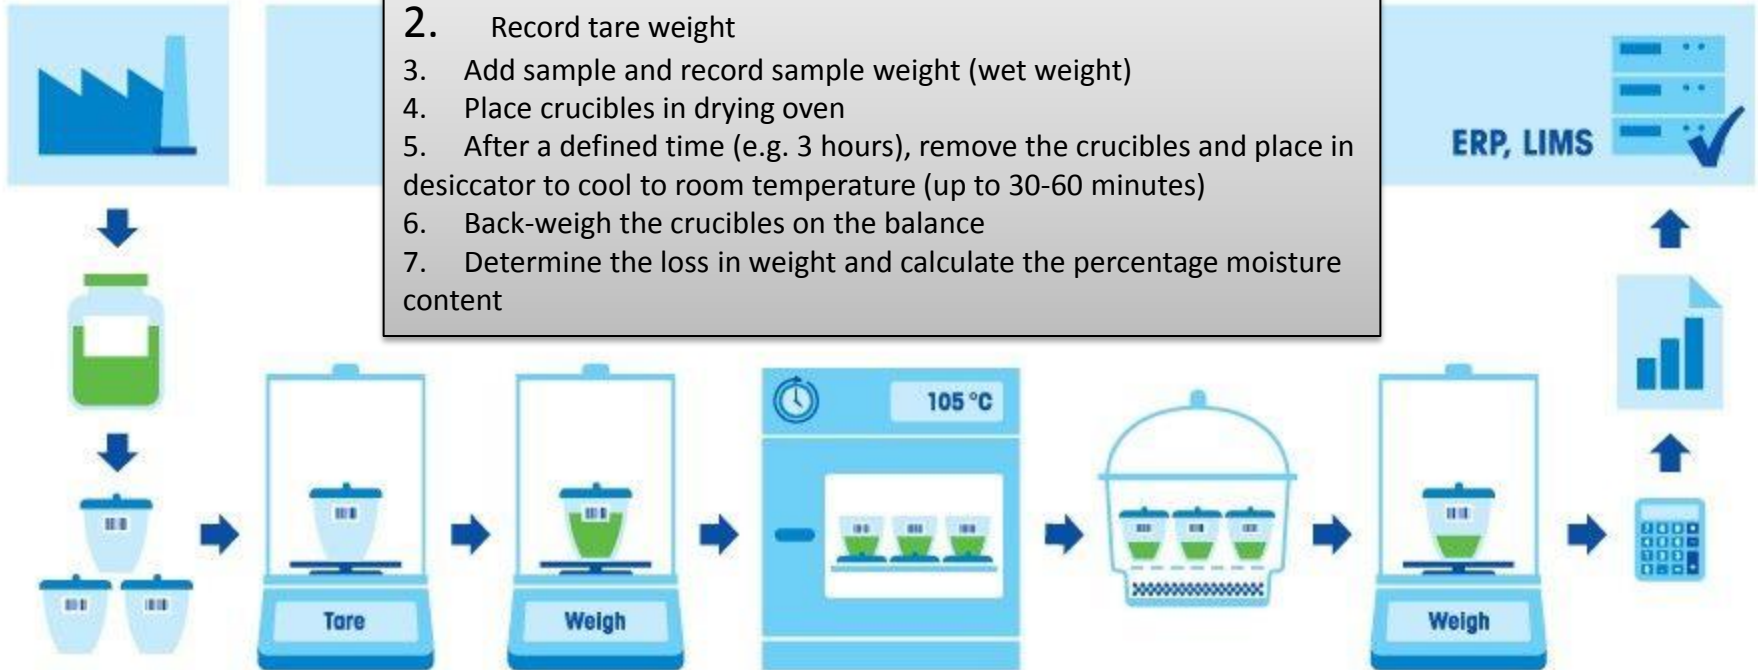 2. Record tare weight
3. Add sample and record sample weight (wet weight)
4. Place crucibles in drying oven
5. After a defined time (e.g. 3 hours), remove the crucibles and place in
desiccator to cool to room temperature (up to 30-60 minutes)
6. Back-weigh the crucibles on the balance
7. Determine the loss in weight and calculate the percentage moisture
content
ERP, LIMS
105 °C
Tare
Weigh
Weigh